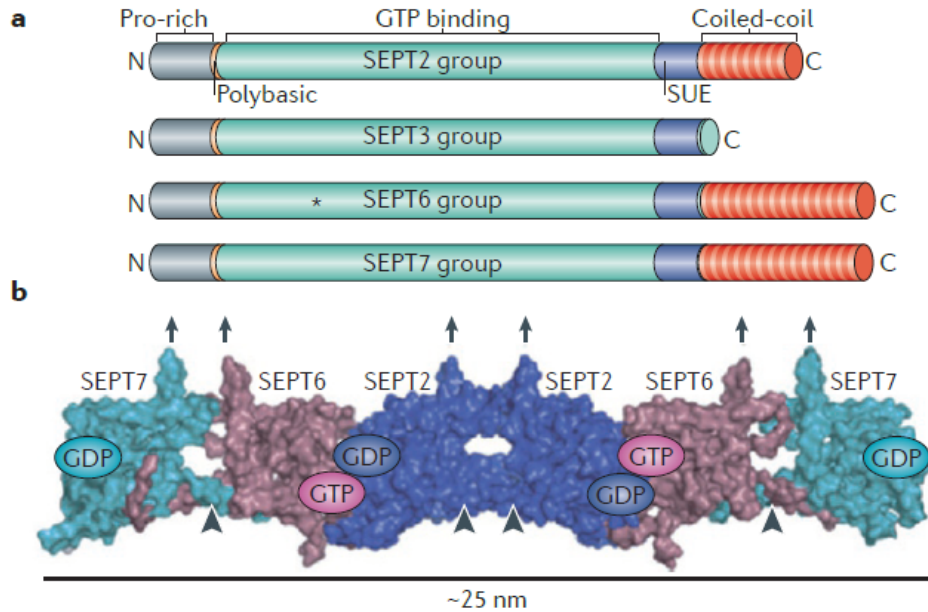 a
Pro-rich GTP binding Coiled-coil
N SEPT2 group C
Polybasic SUE
N SEPT3 group C
N * SEPT6 group C
N SEPT7 group C
b
SEPT7 SEPT6 SEPT2 SEPT2 SEPT6 SEPT7
GDP GDP GTP GDP
GTP GDP
~25 nm